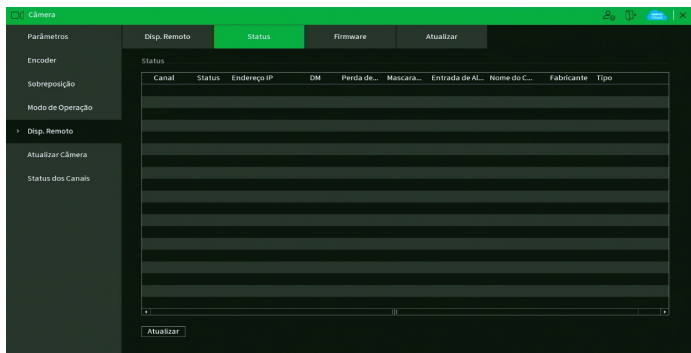 Câmera
Parâmetros
Encoder
Sobreposição
Modo de Operação
Disp. Remoto
Atualizar Câmera
Status dos Canais
Disp. Remoto Status Firmware Atualizar
Status
Canal Status Endereço IP DM Perda de... Mascara... Entrada de Al... Nome do C... Fabricante Tipo
Atualizar